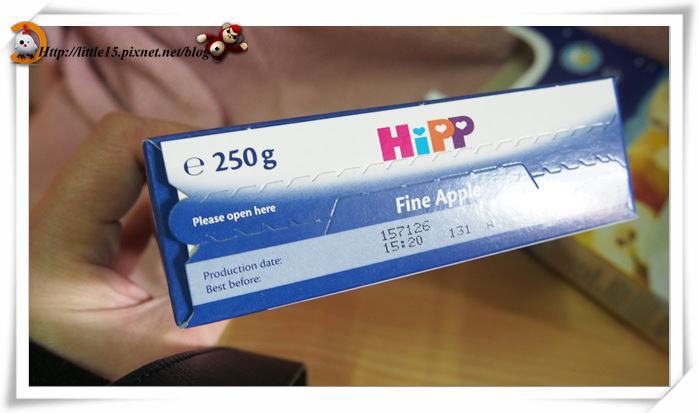 Http://little15.pixnet.net/blog
HiPP
℮ 250g
Please open here
Fine Apple
157126
15:20 131
Production date:
Best before: